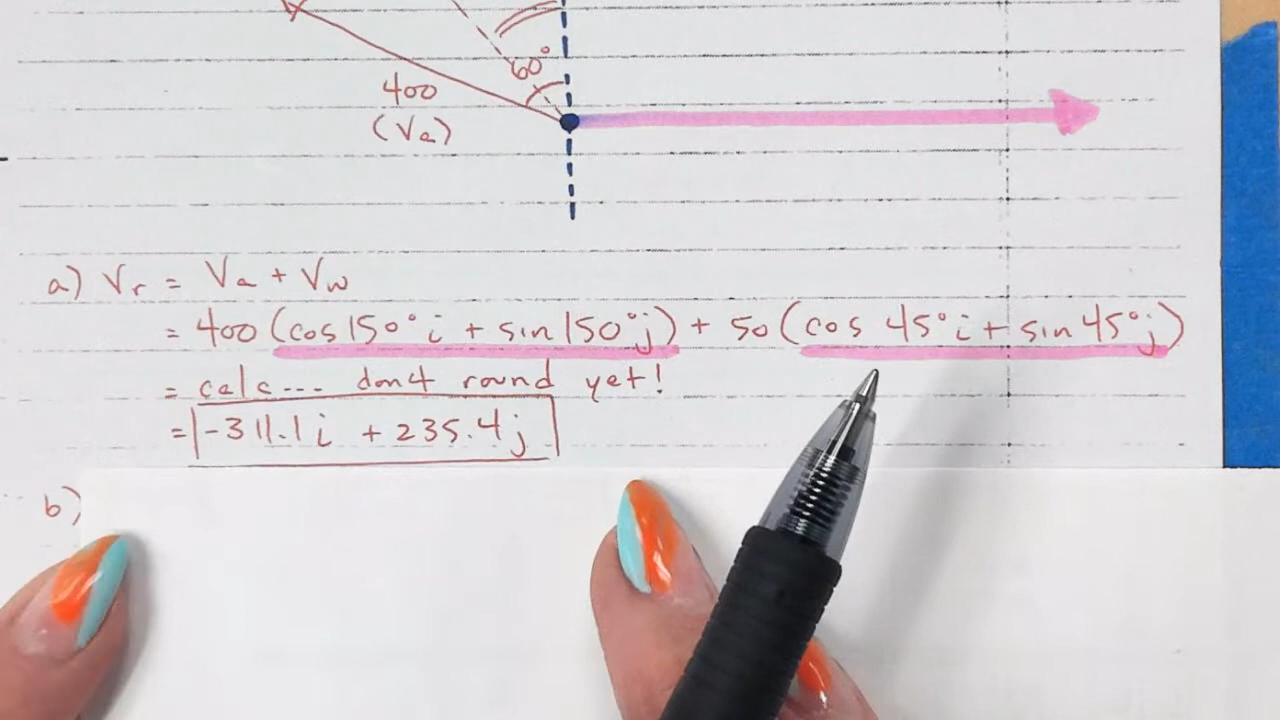 60°
400
(Va)
a) Vr = Va + Vw
= 400 (cos 150° i + sin 150° j) + 50 (cos 45° i + sin 45° j)
= calc... don4 round yet!
= -311.1 i + 235.4 j
b)